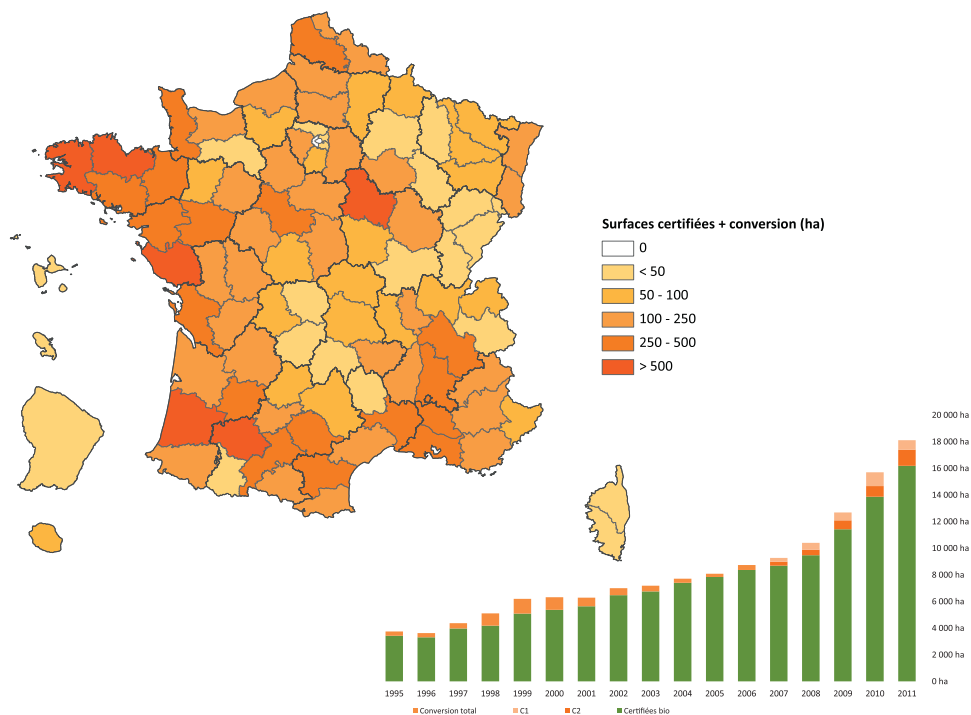 Surfaces certifiées + conversion (ha)
0
< 50
50 - 100
100 - 250
250 - 500
> 500
20 000 ha
18 000 ha
16 000 ha
14 000 ha
12 000 ha
10 000 ha
8 000 ha
6 000 ha
4 000 ha
2 000 ha
0 ha
1995 1996 1997 1998 1999 2000 2001 2002 2003 2004 2005 2006 2007 2008 2009 2010 2011
Conversion total C1 C2 Certifiées bio